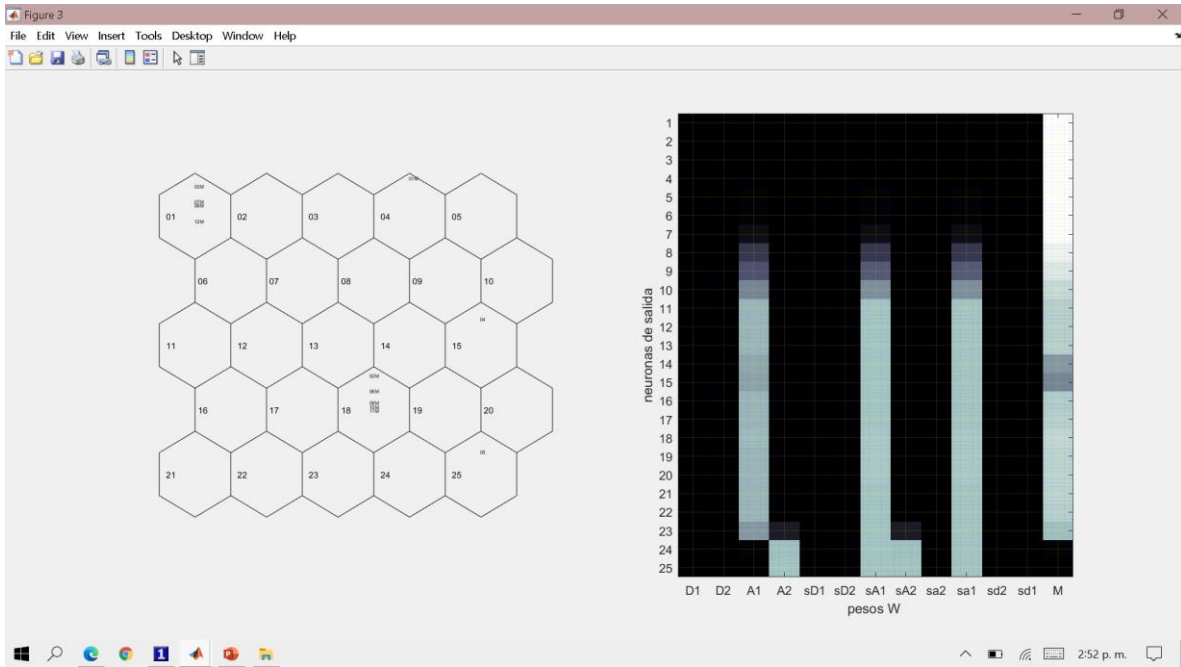 Figure 3
File Edit View Insert Tools Desktop Window Help
01 02 03 04 05
06 07 08 09 10
11 12 13 14 15
16 17 18 19 20
21 22 23 24 25
neuronas de salida
1
2
3
4
5
6
7
8
9
10
11
12
13
14
15
16
17
18
19
20
21
22
23
24
25
D1 D2 A1 A2 sD1 sD2 sA1 sA2 sa2 sa1 sd2 sd1 M
pesos W
1
2:52 p. m.